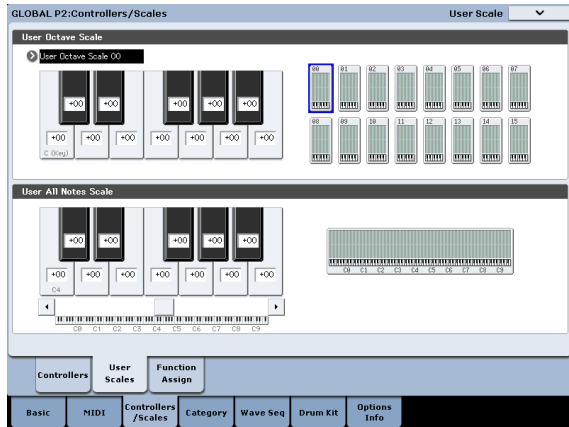 GLOBAL P2:Controllers/Scales User Scale
User Octave Scale
User Octave Scale 00
00 01 02 03 04 05 06 07
+00 +00 +00 +00 +00
+00 +00 +00 +00 +00 +00 +00
C (Key)
08 09 10 11 12 13 14 15
User All Notes Scale
+00 +00 +00 +00 +00
+00 +00 +00 +00 +00 +00 +00
C4
C0 C1 C2 C3 C4 C5 C6 C7 C8 C9
C0 C1 C2 C3 C4 C5 C6 C7 C8 C9
Controllers
User
Scales
Function
Assign
Basic
MIDI
Controllers
/Scales
Category
Wave Seq
Drum Kit
Options
Info